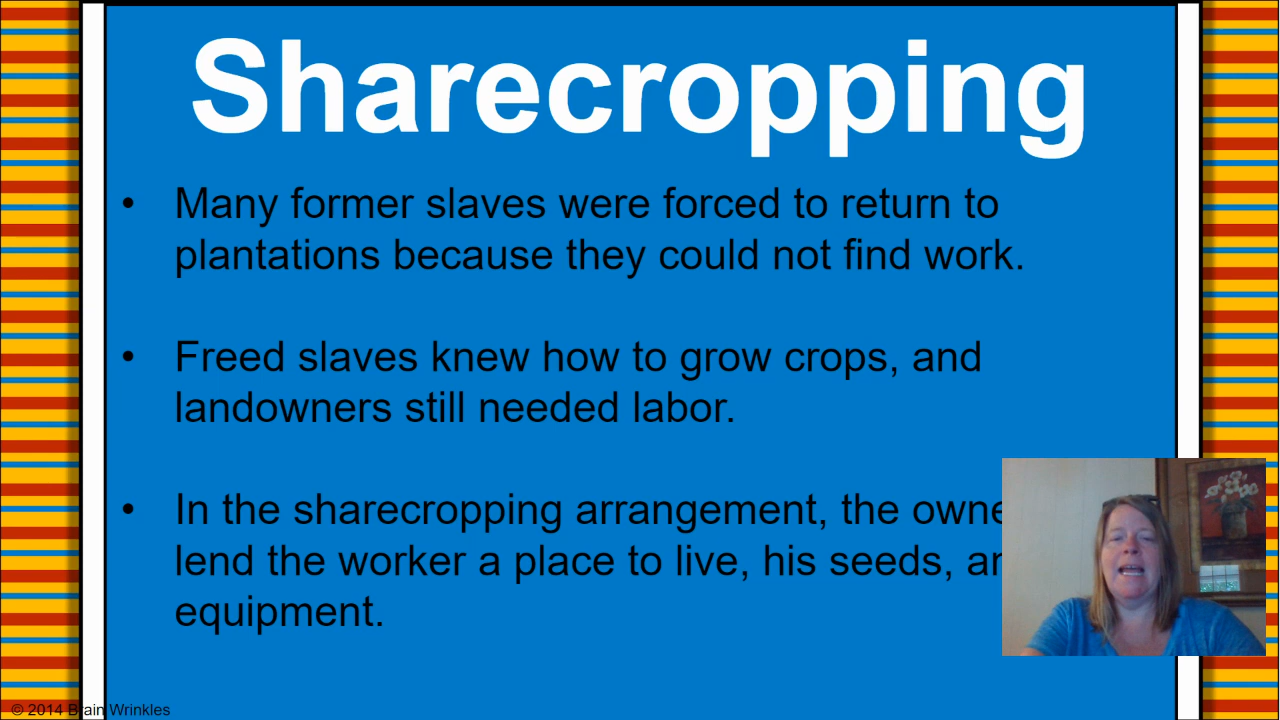 Sharecropping
• Many former slaves were forced to return to
plantations because they could not find work.
• Freed slaves knew how to grow crops, and
landowners still needed labor.
• In the sharecropping arrangement, the
lend the worker a place to live, his seeds,
equipment.
© 2014 Brain Wrinkles